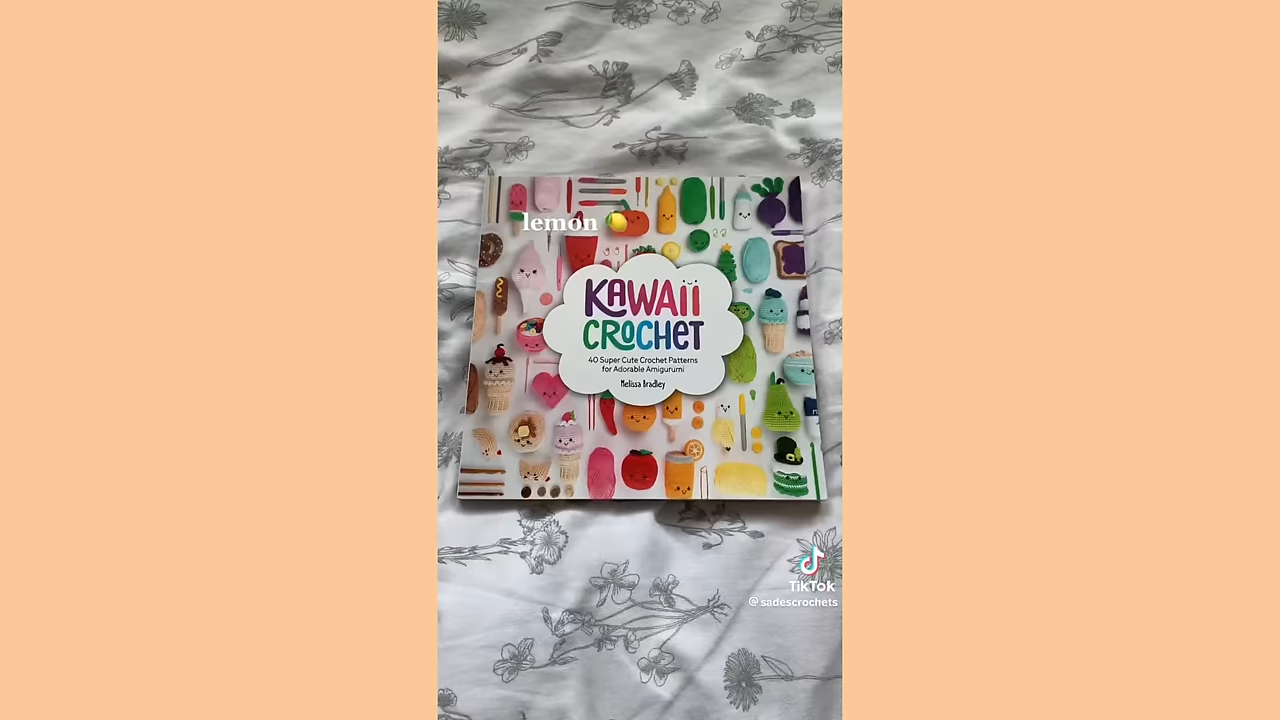 lemon 🍋
KAWAii
CROCHET
40 Super Cute Crochet Patterns
for Adorable Amigurumi
Melissa Bradley
TikTok
@sadescrochets